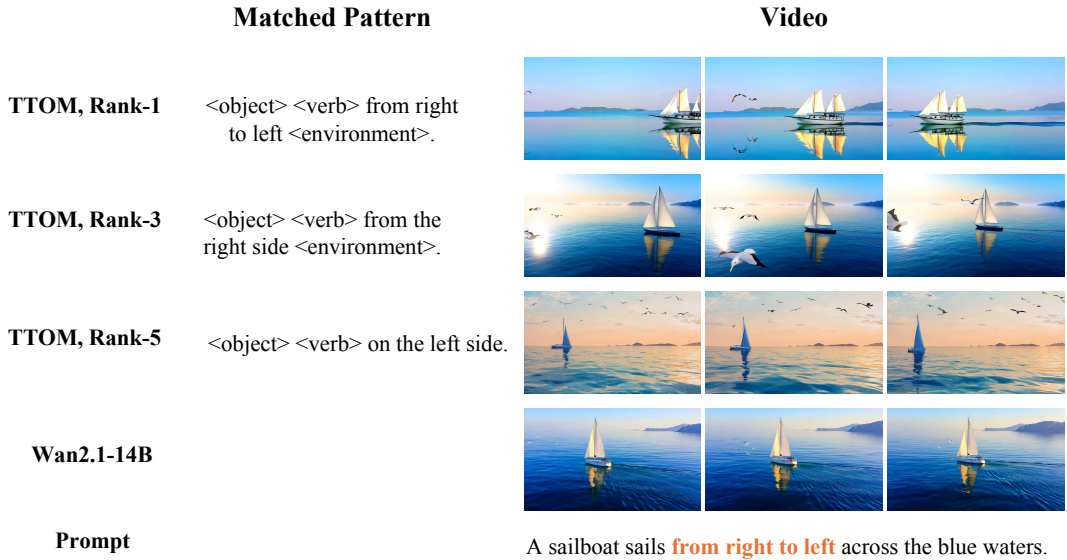 Matched Pattern
Video
TTOM, Rank-1
<object> <verb> from right
to left <environment>.
TTOM, Rank-3
<object> <verb> from the
right side <environment>.
TTOM, Rank-5
<object> <verb> on the left side.
Wan2.1-14B
Prompt
A sailboat sails from right to left across the blue waters.